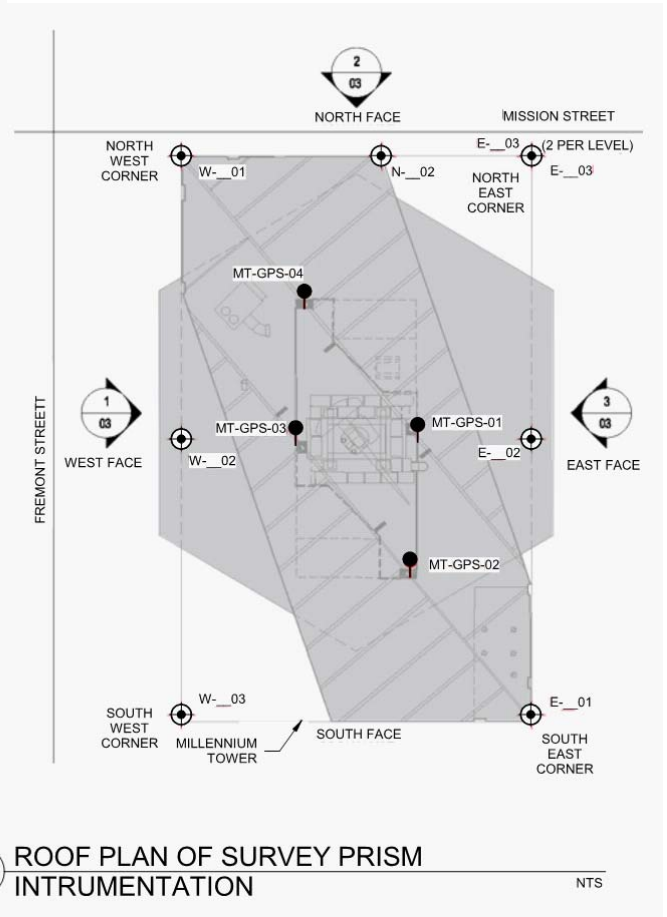 2
03
NORTH FACE
MISSION STREET
NORTH
WEST
CORNER
W-__01
N-__02
E-__03
(2 PER LEVEL)
E-__03
NORTH
EAST
CORNER
MT-GPS-04
1
03
WEST FACE
FREMONT STREETT
MT-GPS-03
W-__02
MT-GPS-01
E-__02
3
03
EAST FACE
MT-GPS-02
W-__03
SOUTH
WEST
CORNER
MILLENNIUM
TOWER
SOUTH FACE
E-__01
SOUTH
EAST
CORNER
ROOF PLAN OF SURVEY PRISM
INTRUMENTATION
NTS